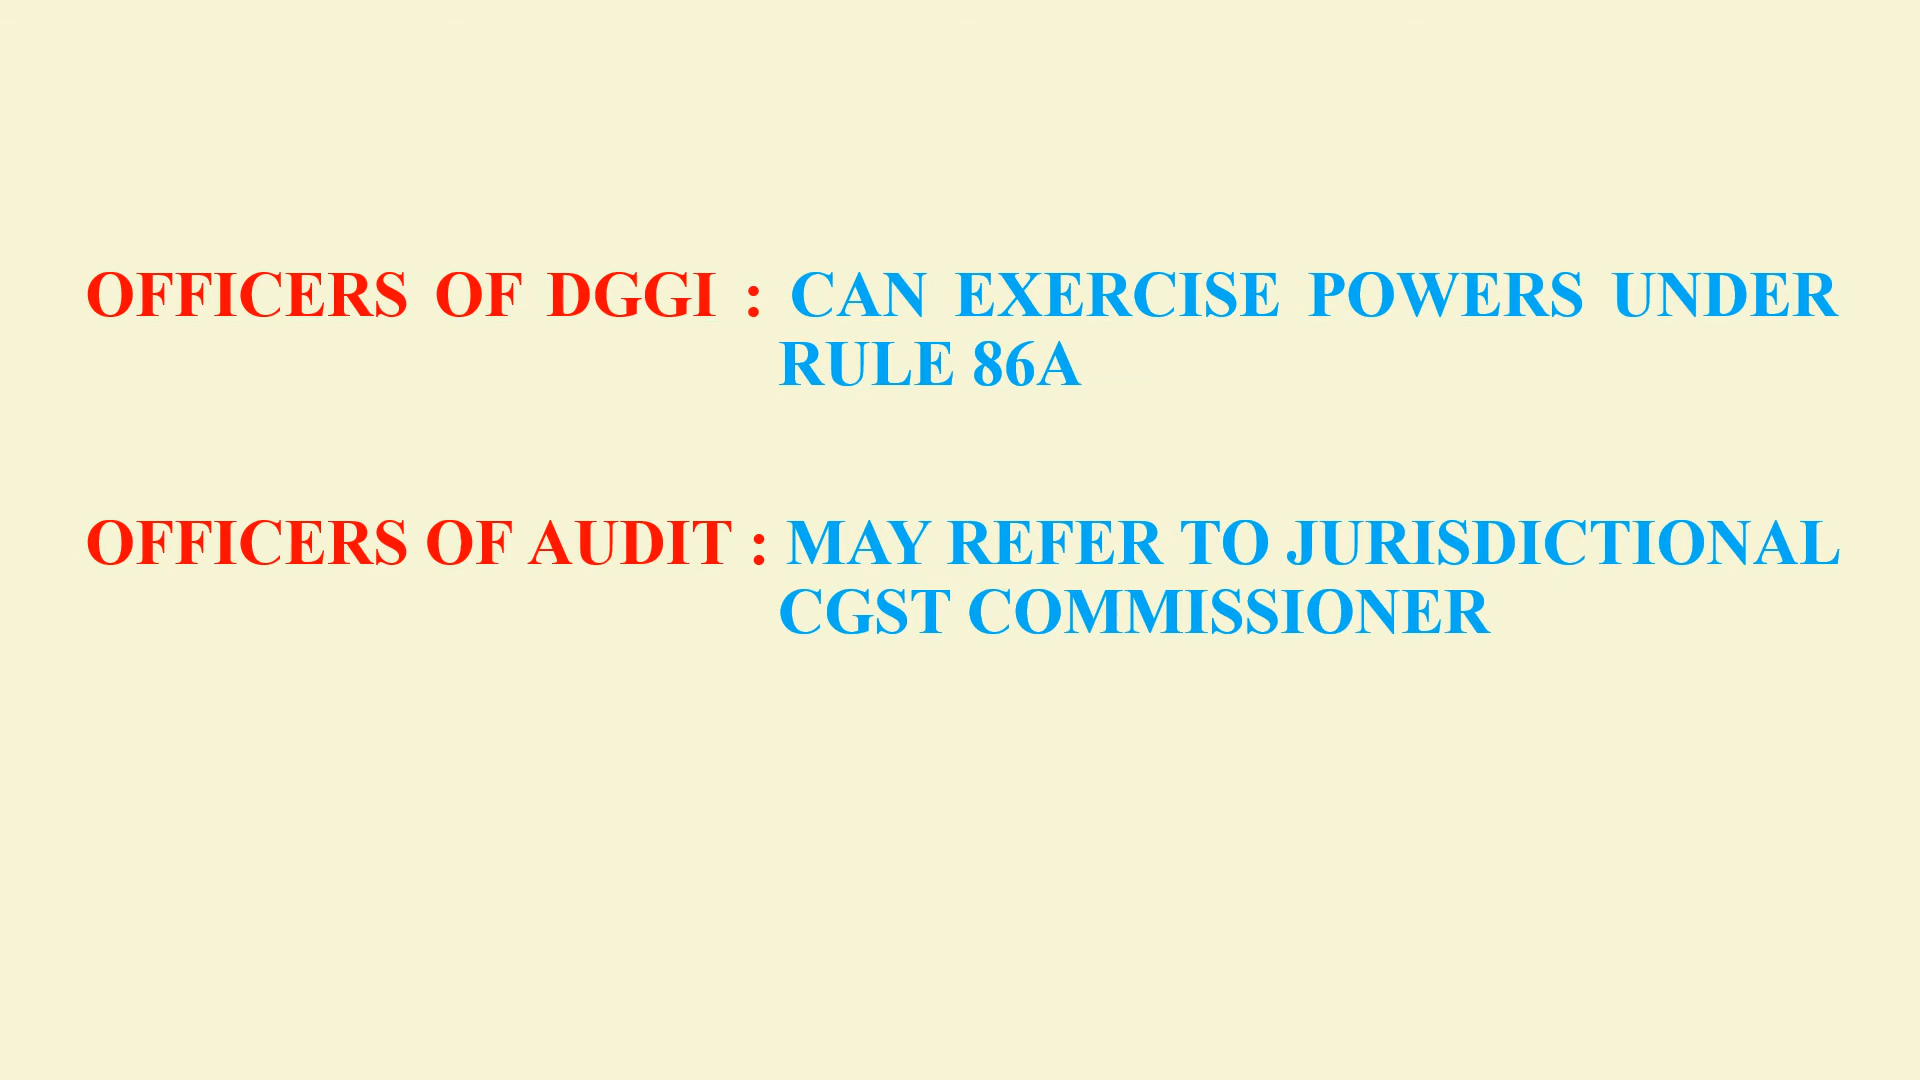 OFFICERS OF DGGI : CAN EXERCISE POWERS UNDER
RULE 86A
OFFICERS OF AUDIT : MAY REFER TO JURISDICTIONAL
CGST COMMISSIONER